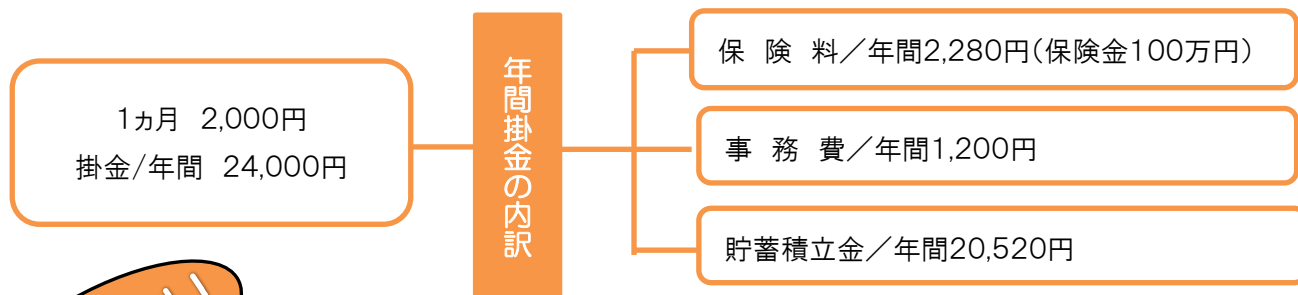 1ヵ月 2,000円
掛金/年間 24,000円
年間掛金の内訳
保 険 料／年間2,280円(保険金100万円)
事 務 費／年間1,200円
貯蓄積立金／年間20,520円